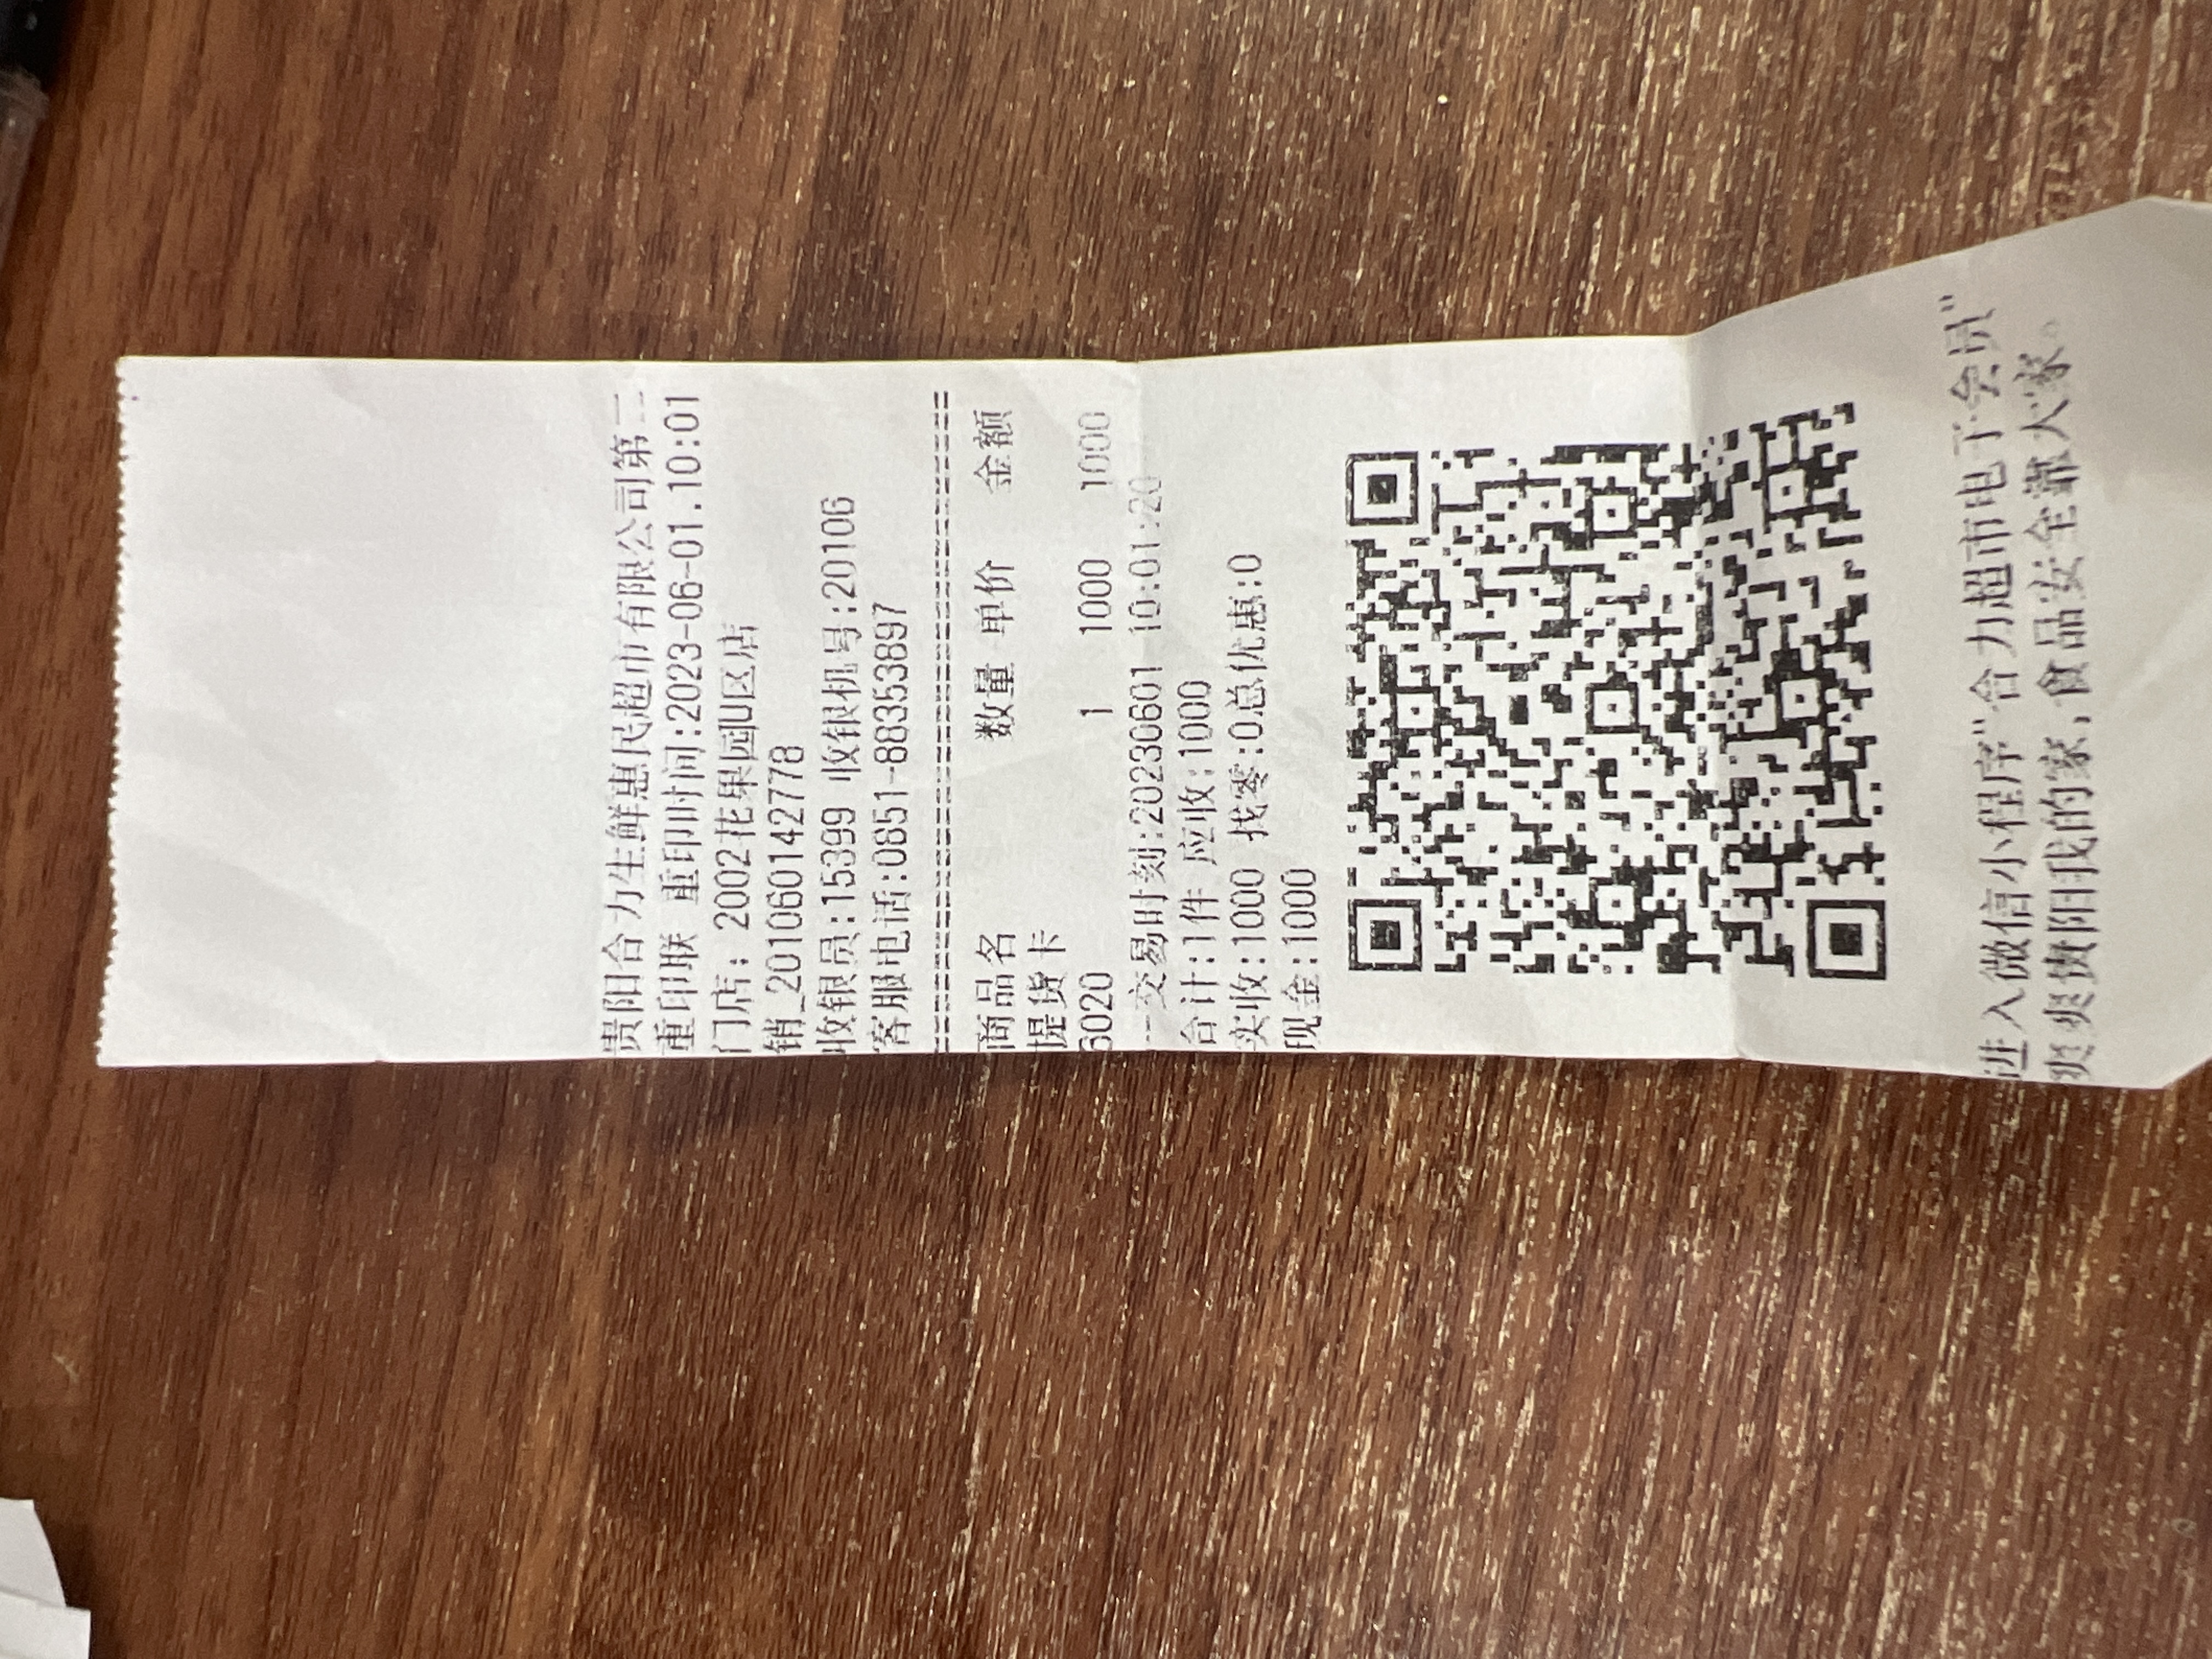 贵阳合力生鲜惠民超市有限公司第二
重印联 重印时间:2023-06-01.10:01
门店: 2002花果园U区店
销_20106014277​8
收银员:15399 收银机号:20106
客服电话:0851-88353897
商品名 数量 单价 金额
提货卡
6020 1 1000 1000
--交易时刻:20230601 10:01:20
合计:1件 应收:1000
实收:1000 找零:0总优惠:0
现金:1000
进入微信小程序"合力超市电子会员"
爽爽贵阳我的家,食品安全靠大家。